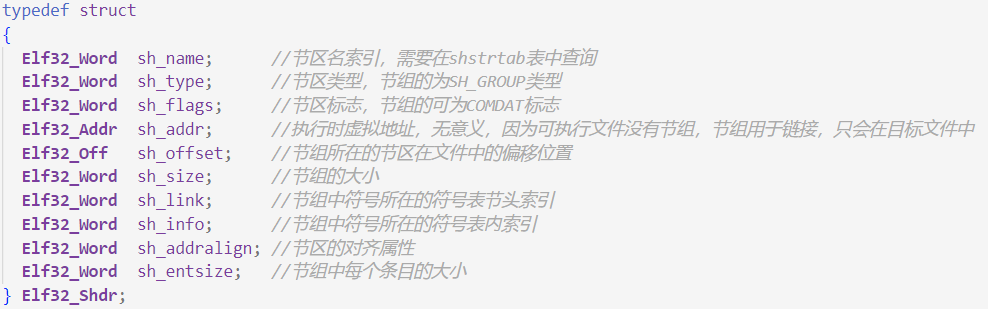 typedef struct
{
  Elf32_Word  sh_name;      //节区名索引，需要在shstrtab表中查询
  Elf32_Word  sh_type;      //节区类型，节组的为SH_GROUP类型
  Elf32_Word  sh_flags;     //节区标志，节组的可为COMDAT标志
  Elf32_Addr  sh_addr;      //执行时虚拟地址，无意义，因为可执行文件没有节组，节组用于链接，只会在目标文件中
  Elf32_Off   sh_offset;    //节组所在的节区在文件中的偏移位置
  Elf32_Word  sh_size;      //节组的大小
  Elf32_Word  sh_link;      //节组中符号所在的符号表节头索引
  Elf32_Word  sh_info;      //节组中符号所在的符号表内索引
  Elf32_Word  sh_addralign; //节区的对齐属性
  Elf32_Word  sh_entsize;   //节组中每个条目的大小
} Elf32_Shdr;